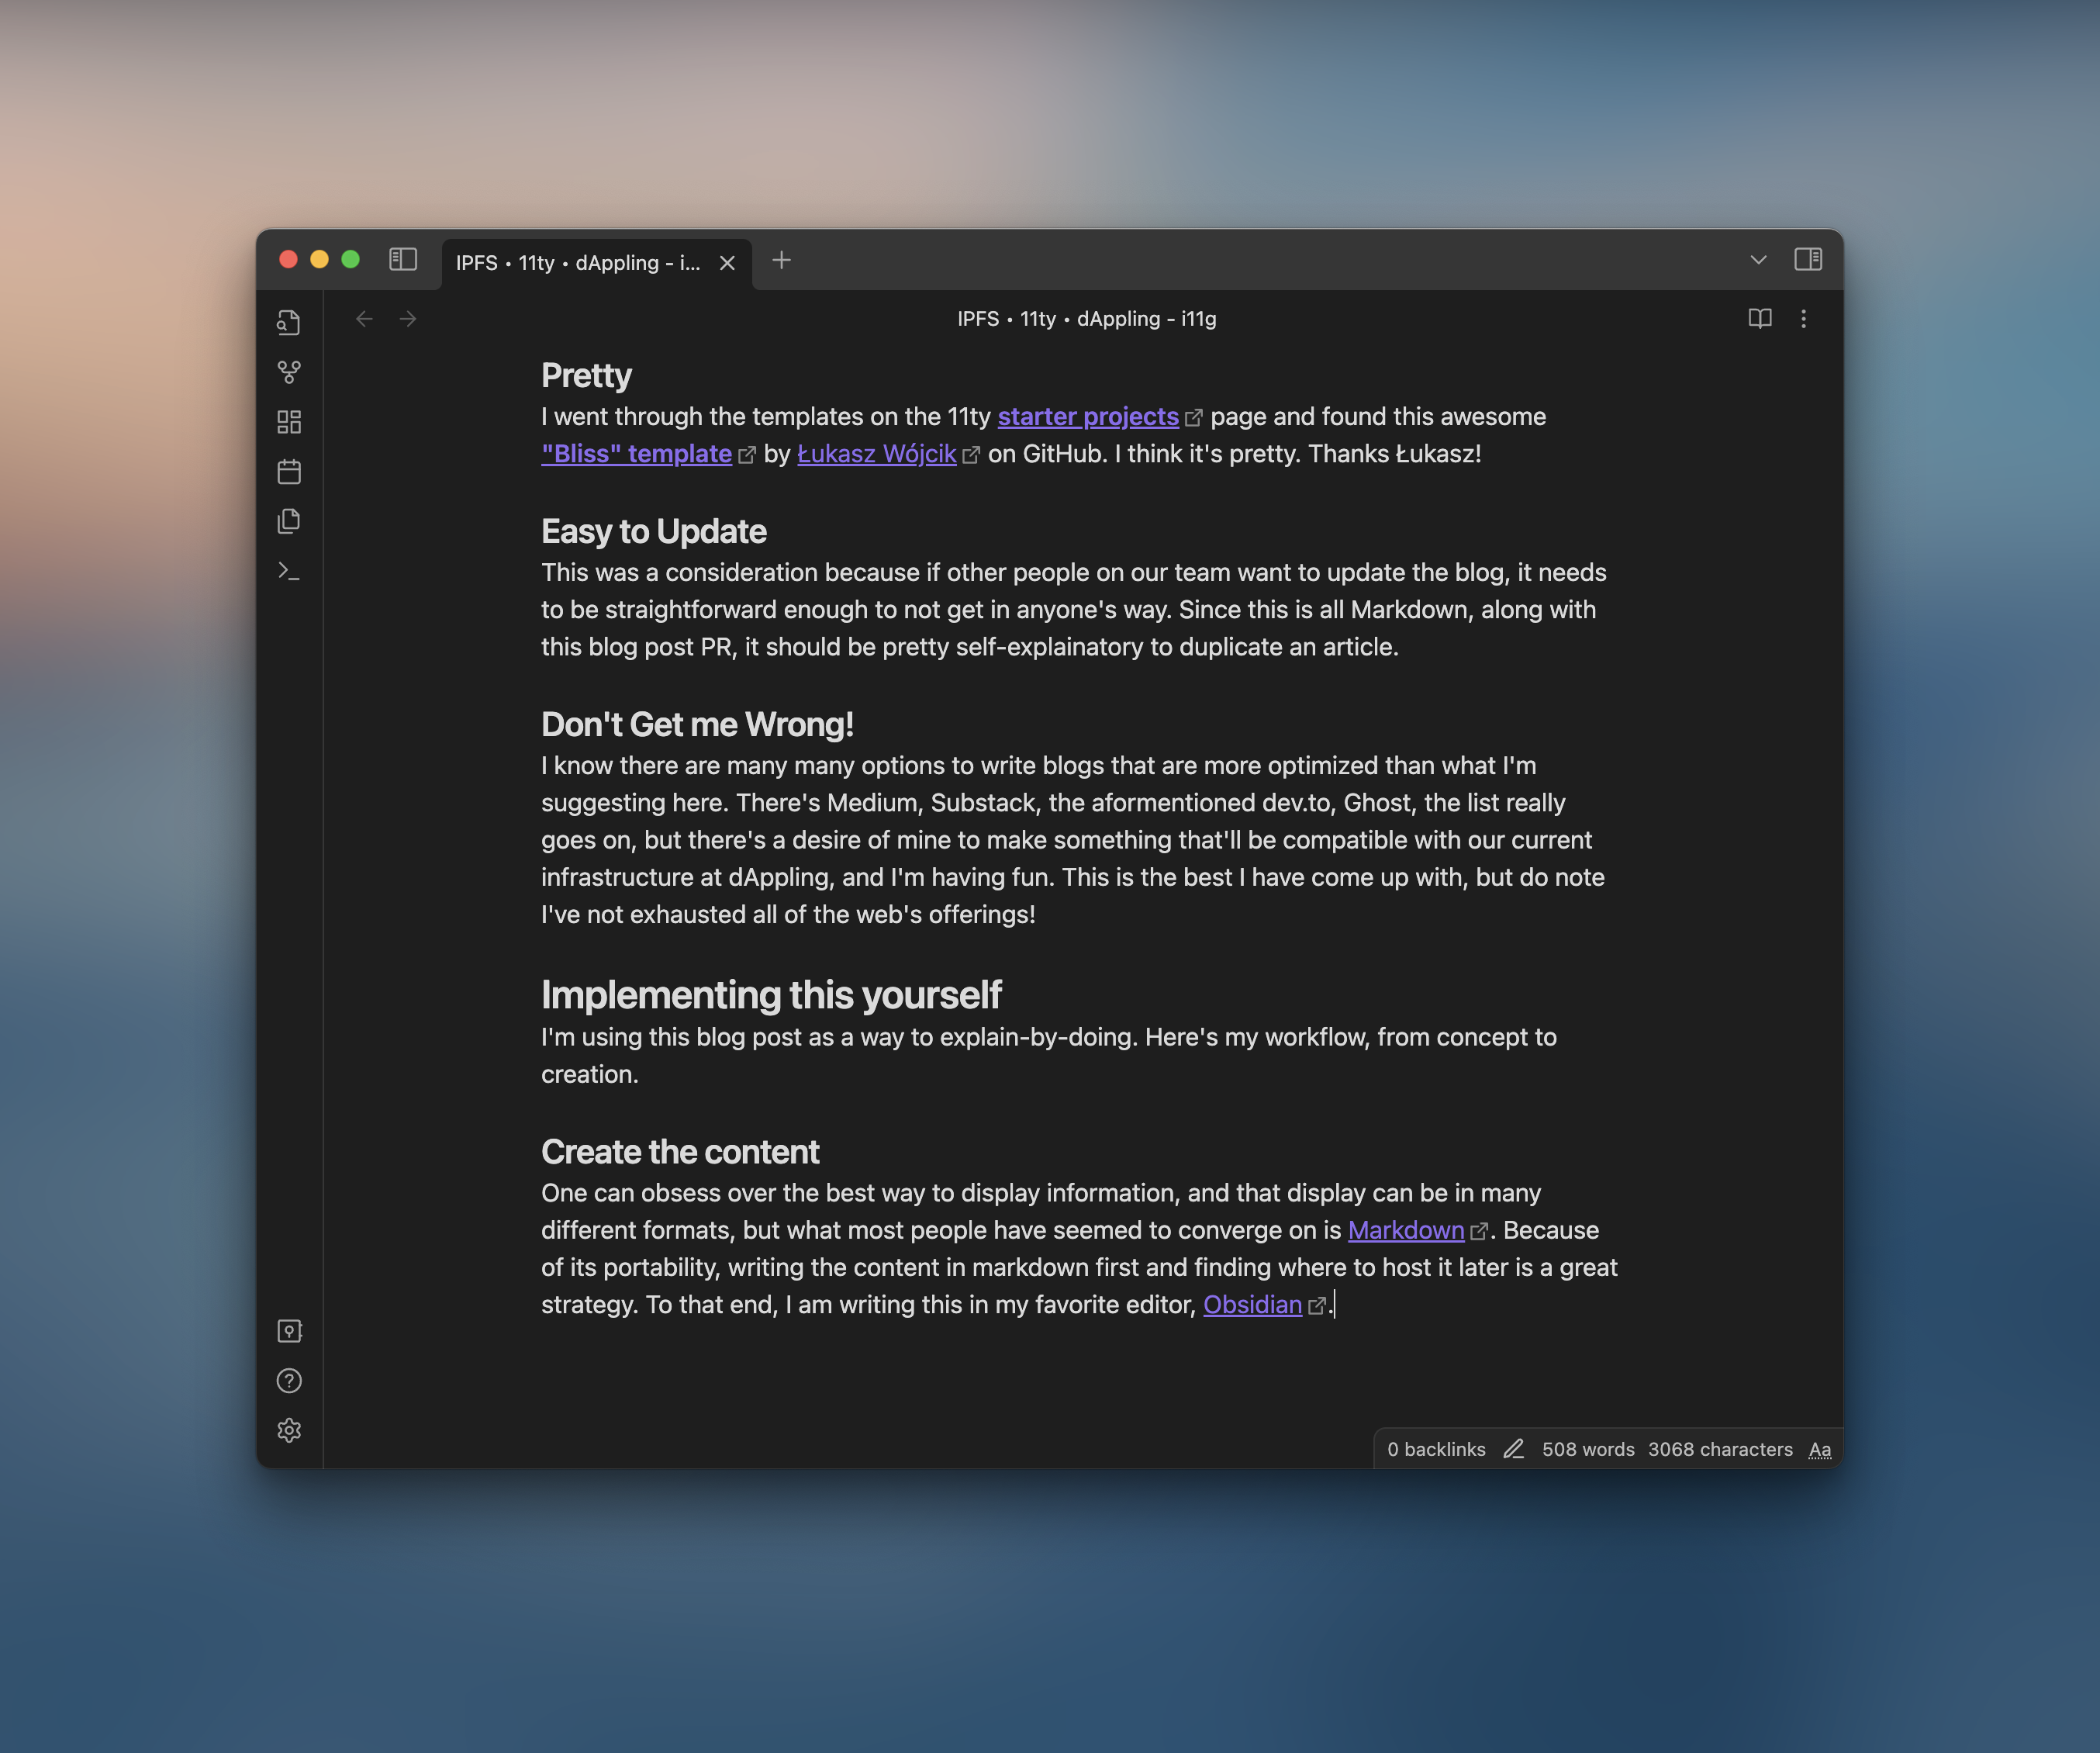 IPFS • 11ty • dAppling - i...
IPFS • 11ty • dAppling - i11g
Pretty
I went through the templates on the 11ty starter projects page and found this awesome
"Bliss" template by Łukasz Wójcik on GitHub. I think it's pretty. Thanks Łukasz!
Easy to Update
This was a consideration because if other people on our team want to update the blog, it needs
to be straightforward enough to not get in anyone's way. Since this is all Markdown, along with
this blog post PR, it should be pretty self-explainatory to duplicate an article.
Don't Get me Wrong!
I know there are many many options to write blogs that are more optimized than what I'm
suggesting here. There's Medium, Substack, the aformentioned dev.to, Ghost, the list really
goes on, but there's a desire of mine to make something that'll be compatible with our current
infrastructure at dAppling, and I'm having fun. This is the best I have come up with, but do note
I've not exhausted all of the web's offerings!
Implementing this yourself
I'm using this blog post as a way to explain-by-doing. Here's my workflow, from concept to
creation.
Create the content
One can obsess over the best way to display information, and that display can be in many
different formats, but what most people have seemed to converge on is Markdown. Because
of its portability, writing the content in markdown first and finding where to host it later is a great
strategy. To that end, I am writing this in my favorite editor, Obsidian.
0 backlinks 508 words 3068 characters Aa